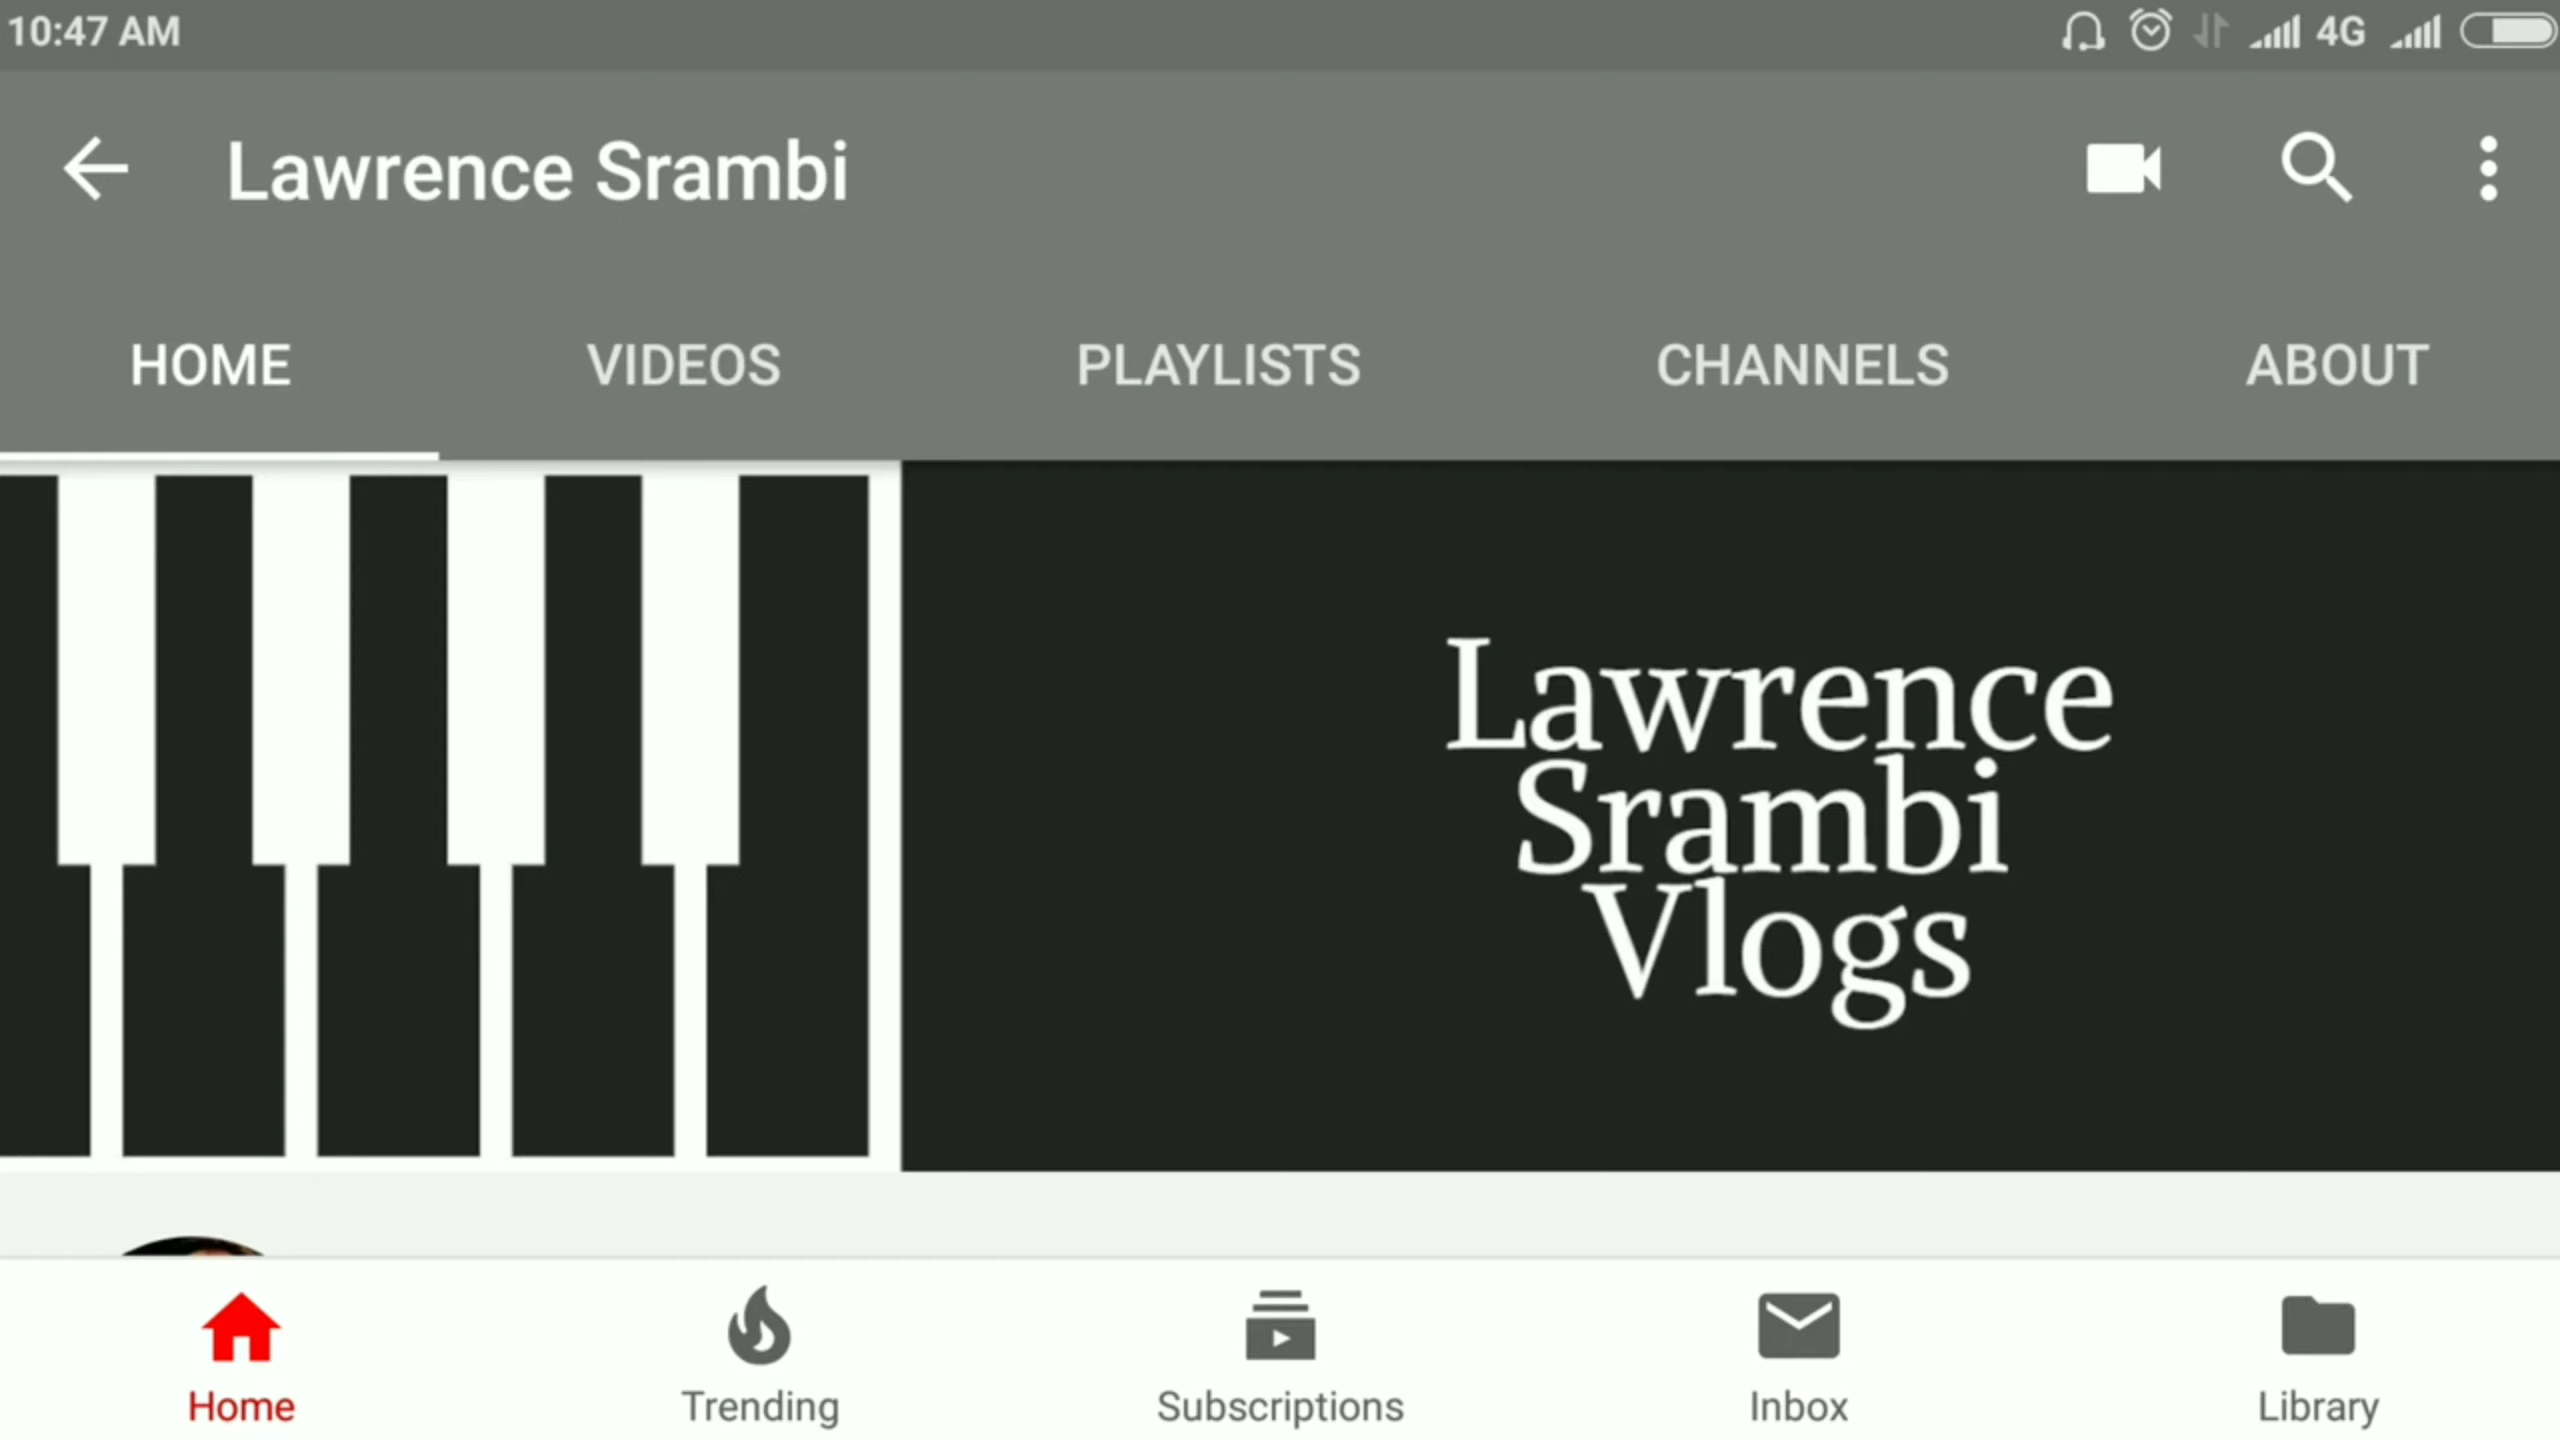 10:47 AM 4G
Lawrence Srambi
HOME VIDEOS PLAYLISTS CHANNELS ABOUT
Lawrence
Srambi
Vlogs
Home Trending Subscriptions Inbox Library